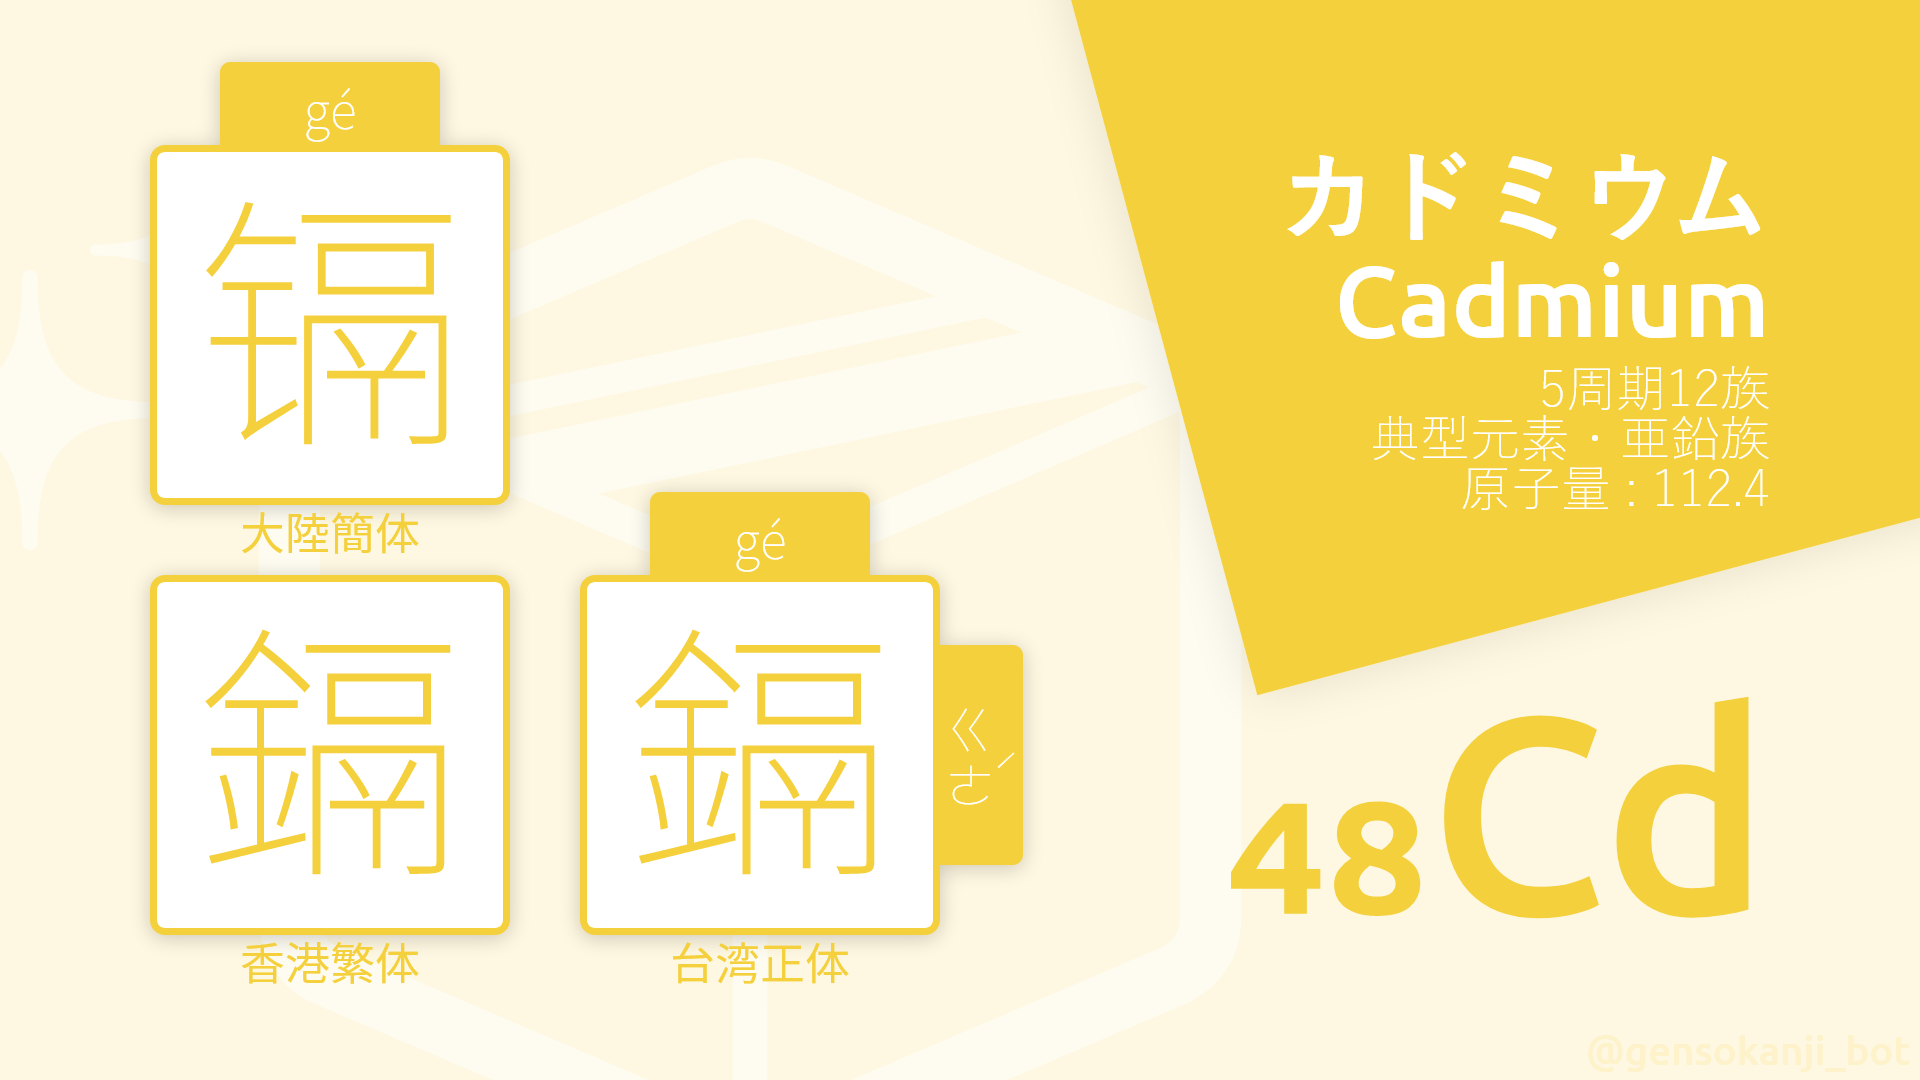 gé
镉
大陸簡体
鎘
香港繁体
gé
鎘
ㄍㄜˊ
台湾正体
カドミウム
Cadmium
5周期12族
典型元素・亜鉛族
原子量：112.4
48Cd
@gensokanji_bot